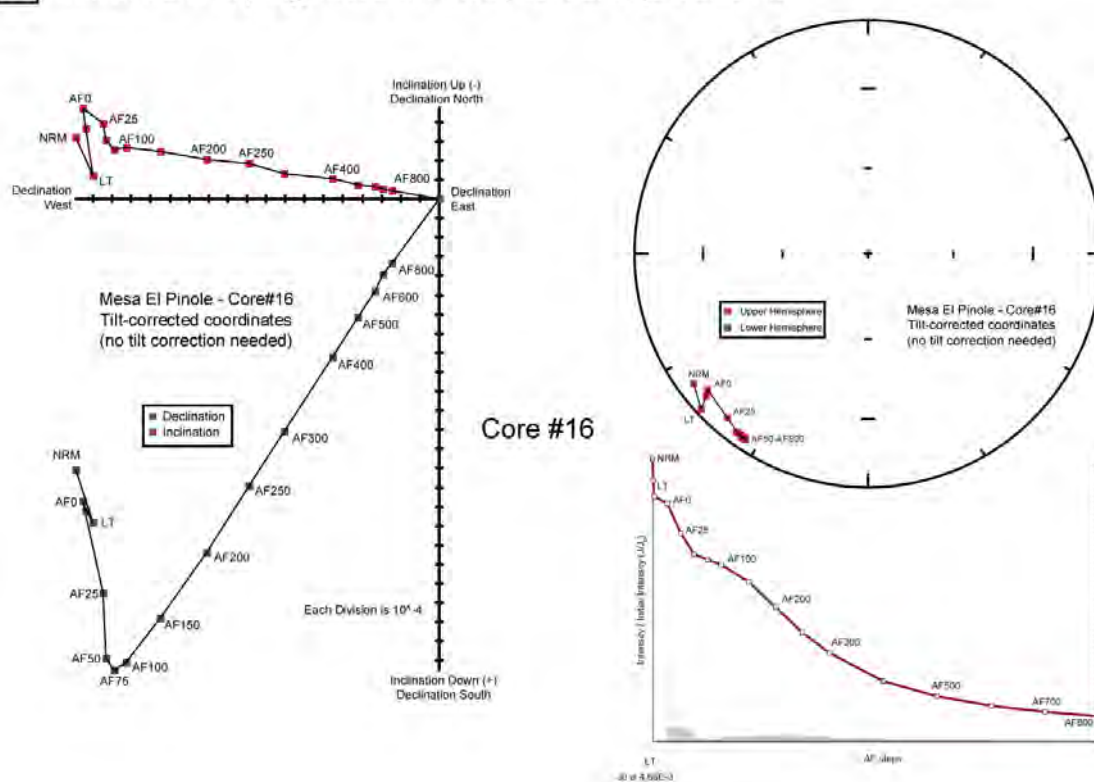 Inclination Up (-)
Declination North
AF0
AF25
NRM
AF100
AF200
AF250
AF400
AF800
LT
Declination
West
Declination
East
Mesa El Pinole - Core#16
Tilt-corrected coordinates
(no tilt correction needed)
AF800
AF600
AF500
AF400
Declination
Inclination
AF300
NRM
AF0
LT
AF250
AF200
AF25
Each Division is 10^-4
AF150
AF50
AF100
AF75
Inclination Down (+)
Declination South
Core #16
Upper Hemisphere
Lower Hemisphere
Mesa El Pinole - Core#16
Tilt-corrected coordinates
(no tilt correction needed)
NRM
AF0
LT
AF25
AF50-AF800
NRM
LT
AF0
AF25
AF100
AF200
AF300
AF500
AF700
AF800
LT
AF steps